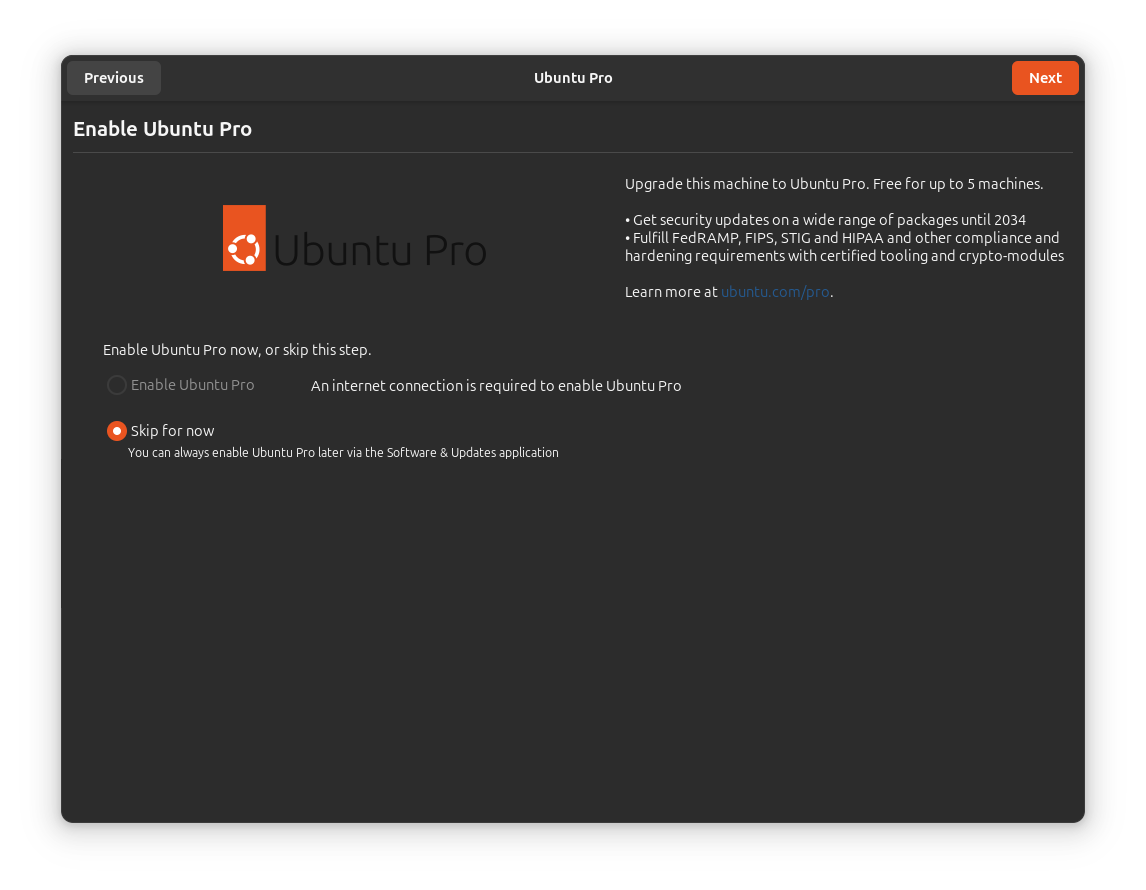 Previous
Ubuntu Pro
Next
Enable Ubuntu Pro
Ubuntu Pro
Upgrade this machine to Ubuntu Pro. Free for up to 5 machines.
• Get security updates on a wide range of packages until 2034
• Fulfill FedRAMP, FIPS, STIG and HIPAA and other compliance and
hardening requirements with certified tooling and crypto-modules
Learn more at ubuntu.com/pro.
Enable Ubuntu Pro now, or skip this step.
Enable Ubuntu Pro
An internet connection is required to enable Ubuntu Pro
Skip for now
You can always enable Ubuntu Pro later via the Software & Updates application